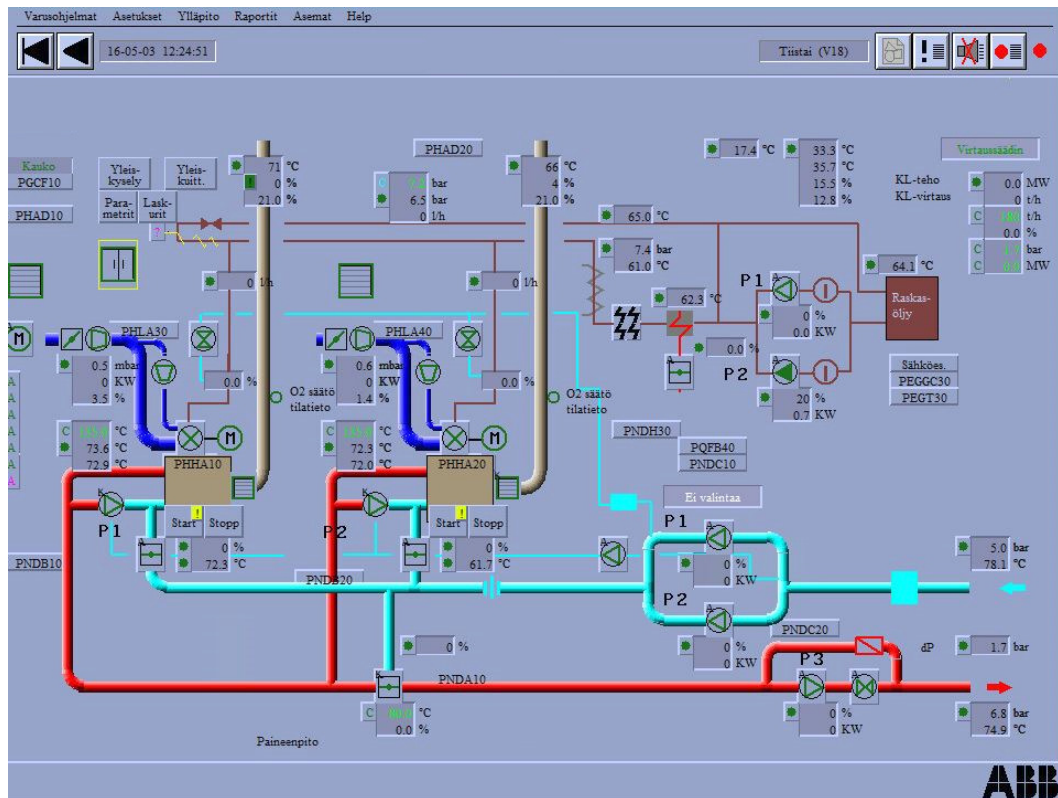 Varusohjelmat Asetukset Ylläpito Raportit Asemat Help
16-05-03 12:24:51 Tiistai (V18)
Kauko
PGCF10
PHAD10
Yleis-
kysely
Yleis-
kuitt.
Para-
metrit
Lask-
urit
?
71 °C
! 0 %
21.0 %
PHAD20
C bar
6.5 bar
0 l/h
66 °C
4 %
21.0 %
17.4 °C
33.3 °C
35.7 °C
15.5 %
12.8 %
Virtaussäädin
KL-teho
KL-virtaus
0.0 MW
0 t/h
C t/h
0.0 %
C bar
C MW
65.0 °C
7.4 bar
61.0 °C
64.1 °C
Raskas-
öljy
62.3 °C
0.0 %
P1
A
0 %
0.0 KW
P2
A
20 %
0.7 KW
Sähköes.
PEGGC30
PEGT30
0 l/h
0 l/h
M
PHLA30
0.5 mbar
0 KW
3.5 %
0.0 %
O2 säätö
tilatieto
PHLA40
0.6 mbar
0 KW
1.4 %
0.0 %
O2 säätö
tilatieto
A
A
A
A
A
A
A
C °C
73.6 °C
72.9 °C
M
PHHA10
C °C
72.3 °C
72.0 °C
M
PHHA20
PNDH30
PQFB40
PNDC10
Ei valintaa
K
P1
Start ! Stopp
0 %
72.3 °C
K
P2
Start ! Stopp
0 %
61.7 °C
PNDB10
PNDB20
P1
A
0 %
0 KW
P2
A
0 %
0 KW
5.0 bar
78.1 °C
PNDC20
0 %
PNDA10
C °C
0.0 %
Paineenpito
P3
A
A
0 %
0 KW
dP 1.7 bar
6.8 bar
74.9 °C
ABB